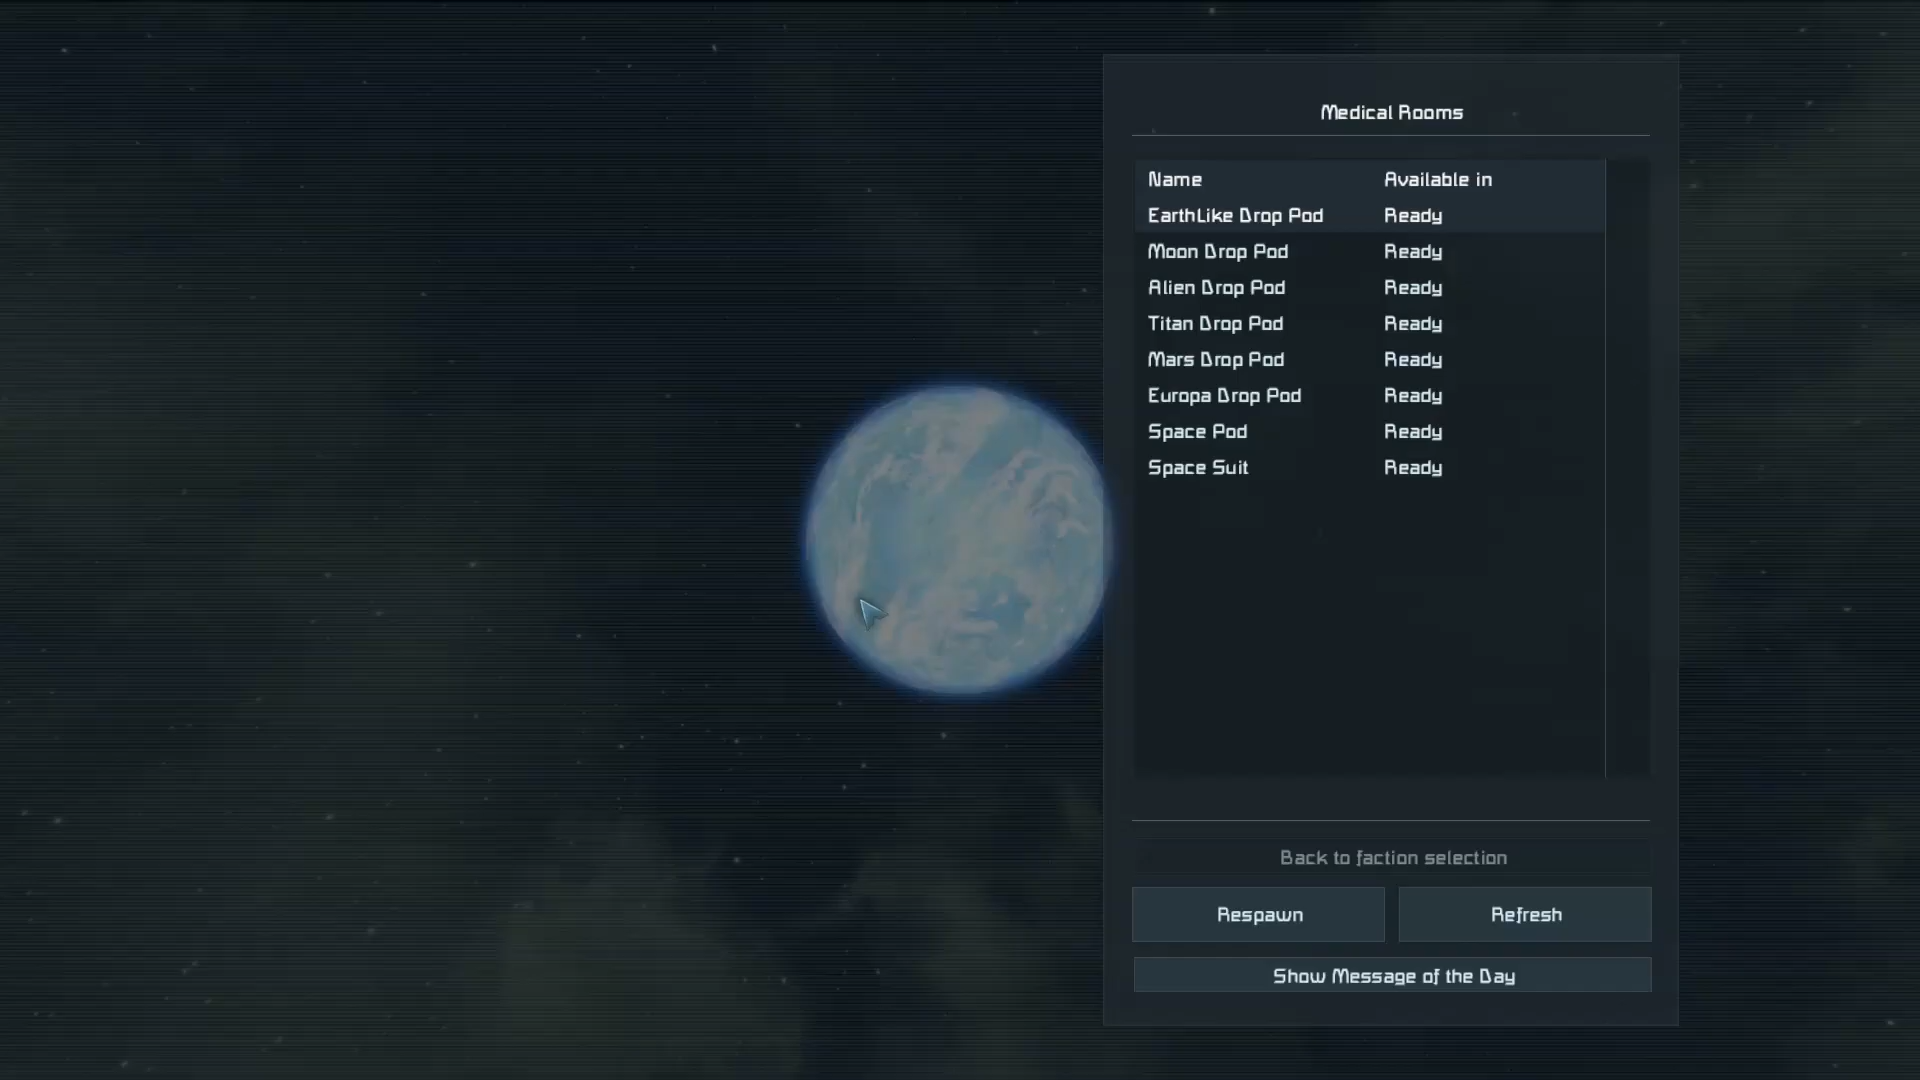 Medical Rooms
Name Available in
EarthLike Drop Pod Ready
Moon Drop Pod Ready
Alien Drop Pod Ready
Titan Drop Pod Ready
Mars Drop Pod Ready
Europa Drop Pod Ready
Space Pod Ready
Space Suit Ready
Back to faction selection
Respawn Refresh
Show Message of the Day